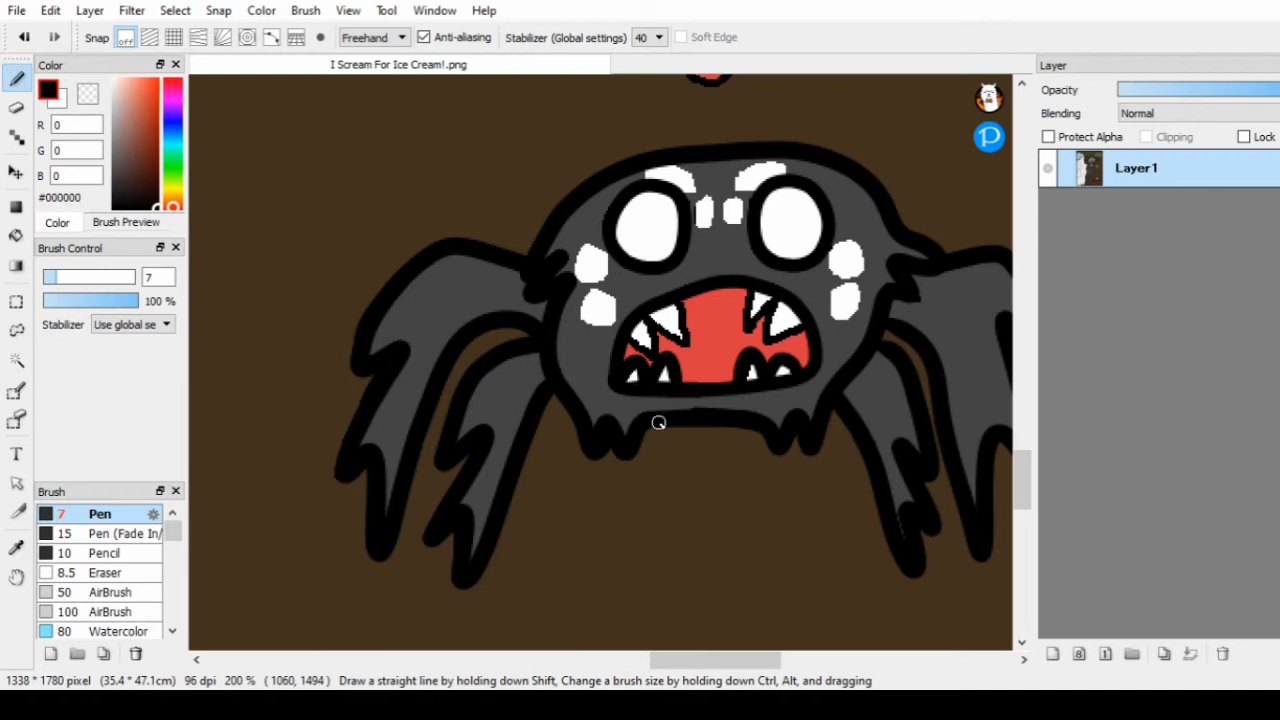 File Edit Layer Filter Select Snap Color Brush View Tool Window Help
Snap off Freehand Anti-aliasing Stabilizer (Global settings) 40 Soft Edge
Color I Scream For Ice Cream!.png Layer
R 0
G 0
B 0
#000000
Color Brush Preview
Brush Control
7
100 %
Stabilizer Use global se
Opacity
Blending Normal
Protect Alpha Clipping Lock
Layer1
Brush
7 Pen
15 Pen (Fade In/
10 Pencil
8.5 Eraser
50 AirBrush
100 AirBrush
80 Watercolor
8 1
T
1338 * 1780 pixel (35.4 * 47.1cm) 96 dpi 200 % ( 1060, 1494 ) Draw a straight line by holding down Shift, Change a brush size by holding down Ctrl, Alt, and dragging